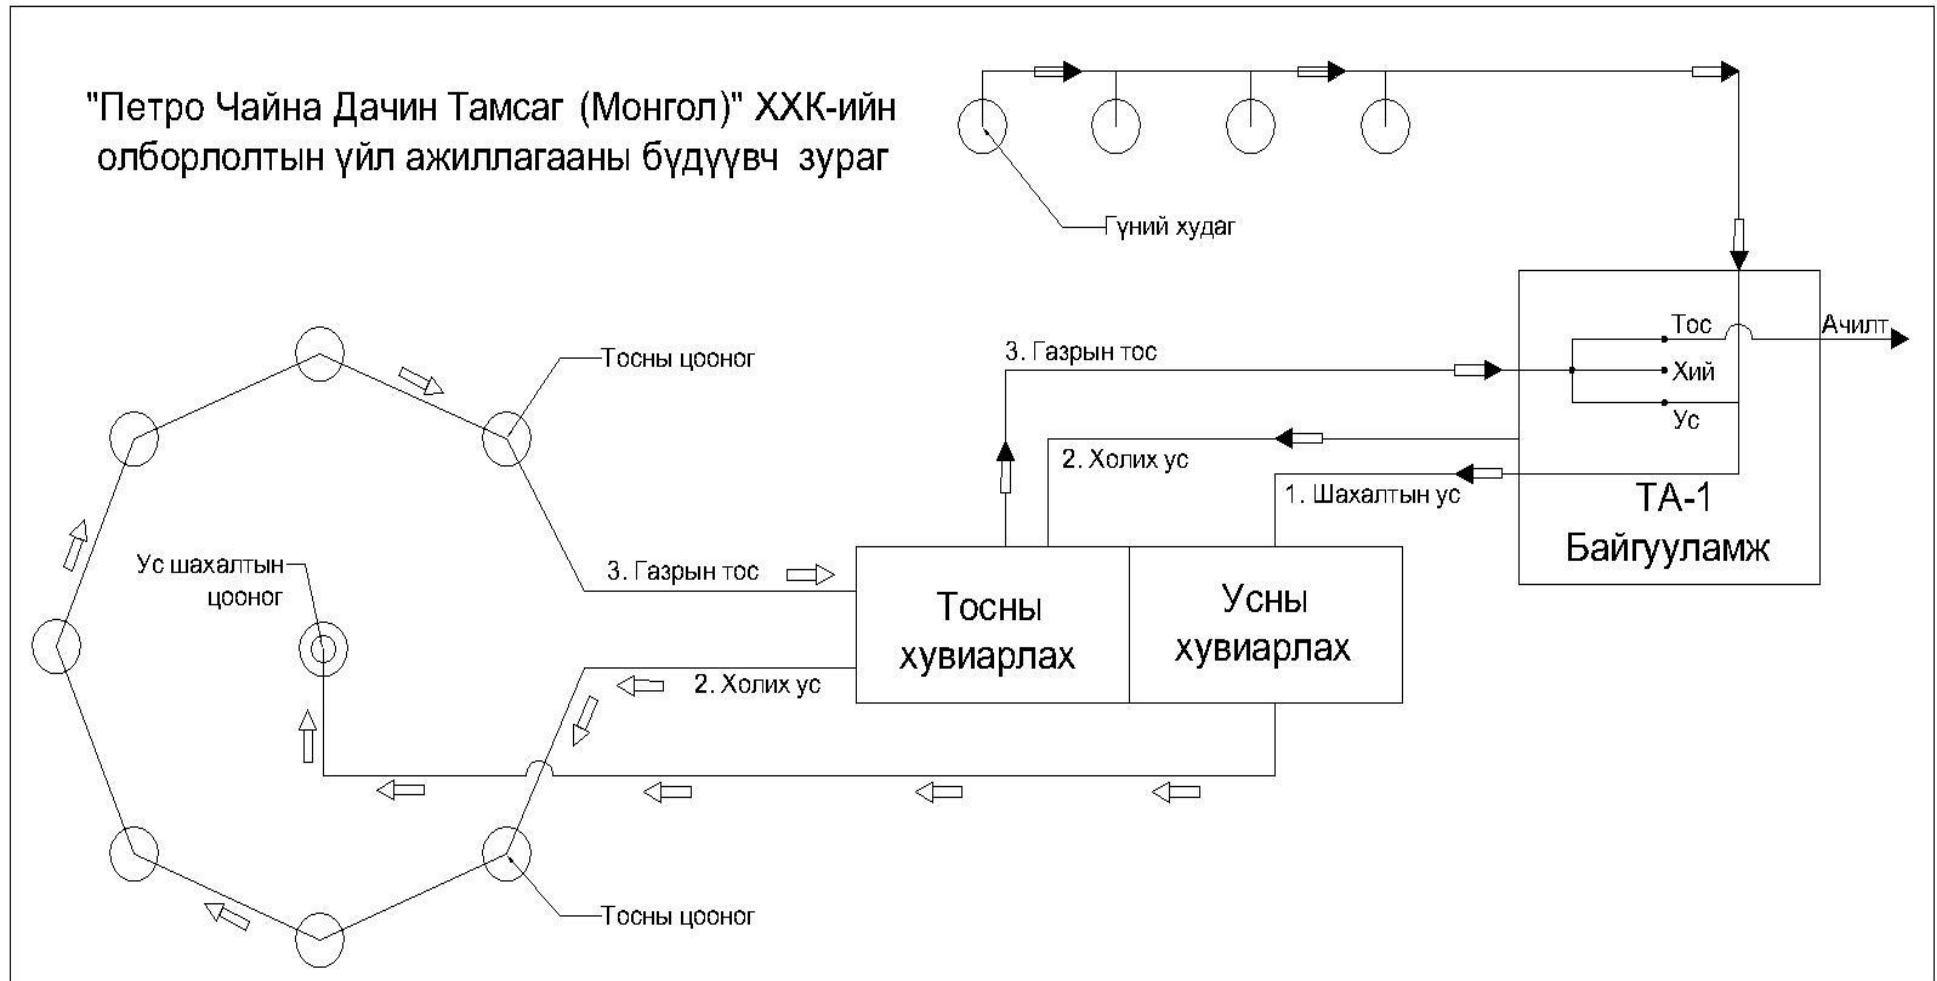 "Петро Чайна Дачин Тамсаг (Монгол)" ХХК-ийн
олборлолтын үйл ажиллагааны бүдүүвч зураг
Гүний худаг
Тос
Ачилт
Хий
Ус
3. Газрын тос
Тосны цооног
2. Холих ус
1. Шахалтын ус
ТА-1
Байгууламж
Ус шахалтын
цооног
3. Газрын тос
Тосны
хувиарлах
Усны
хувиарлах
2. Холих ус
Тосны цооног